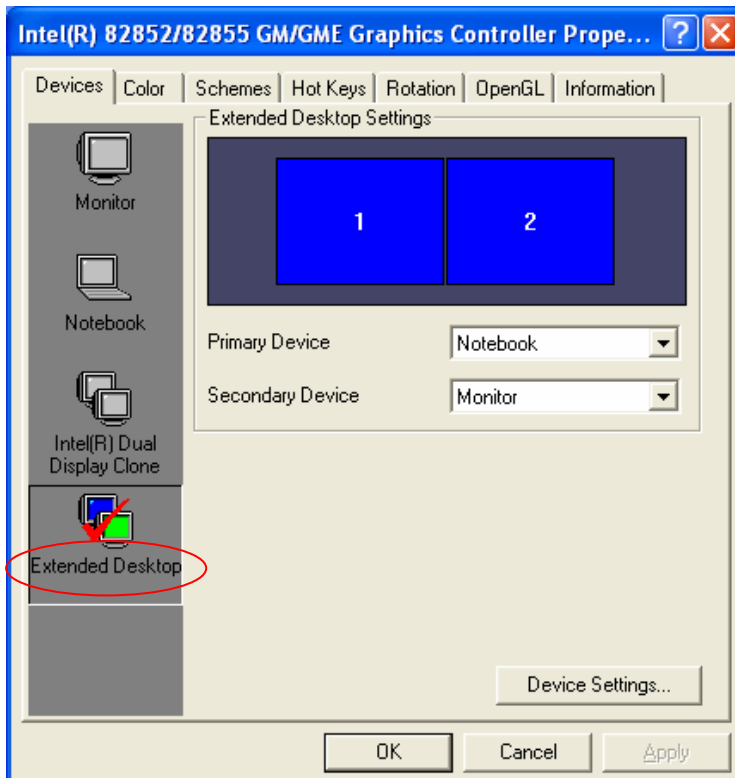 Intel(R) 82852/82855 GM/GME Graphics Controller Prope...
Devices Color Schemes Hot Keys Rotation OpenGL Information
Extended Desktop Settings
1 2
Monitor
Notebook
Primary Device Notebook
Secondary Device Monitor
Intel(R) Dual
Display Clone
Extended Desktop
Device Settings...
OK Cancel Apply